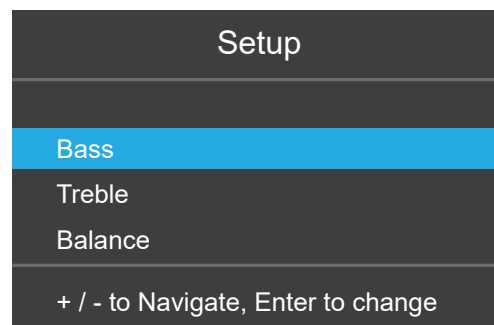 Setup
Bass
Treble
Balance
+ / - to Navigate, Enter to change